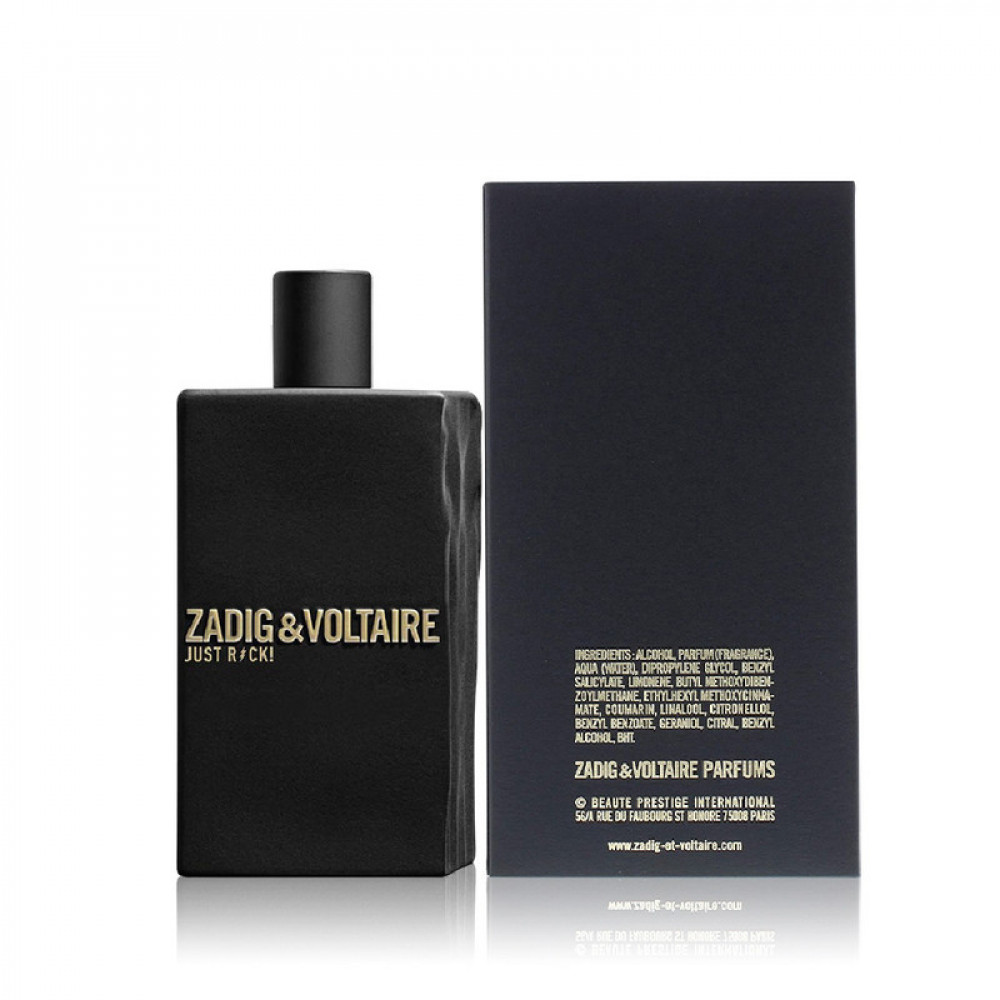 ZADIG & VOLTAIRE
JUST R⚡CK!
INGREDIENTS: ALCOHOL, PARFUM (FRAGRANCE),
AQUA (WATER), DIPROPYLENE GLYCOL, BENZYL
SALICYLATE, LIMONENE, BUTYL METHOXYDIBEN-
ZOYLMETHANE, ETHYLHEXYL METHOXYCINNA-
MATE, COUMARIN, LINALOOL, CITRONELLOL,
BENZYL BENZOATE, GERANIOL, CITRAL, BENZYL
ALCOHOL, BHT.
ZADIG & VOLTAIRE PARFUMS
© BEAUTE PRESTIGE INTERNATIONAL
56/A RUE DU FAUBOURG ST HONORE 75008 PARIS
www.zadig-et-voltaire.com